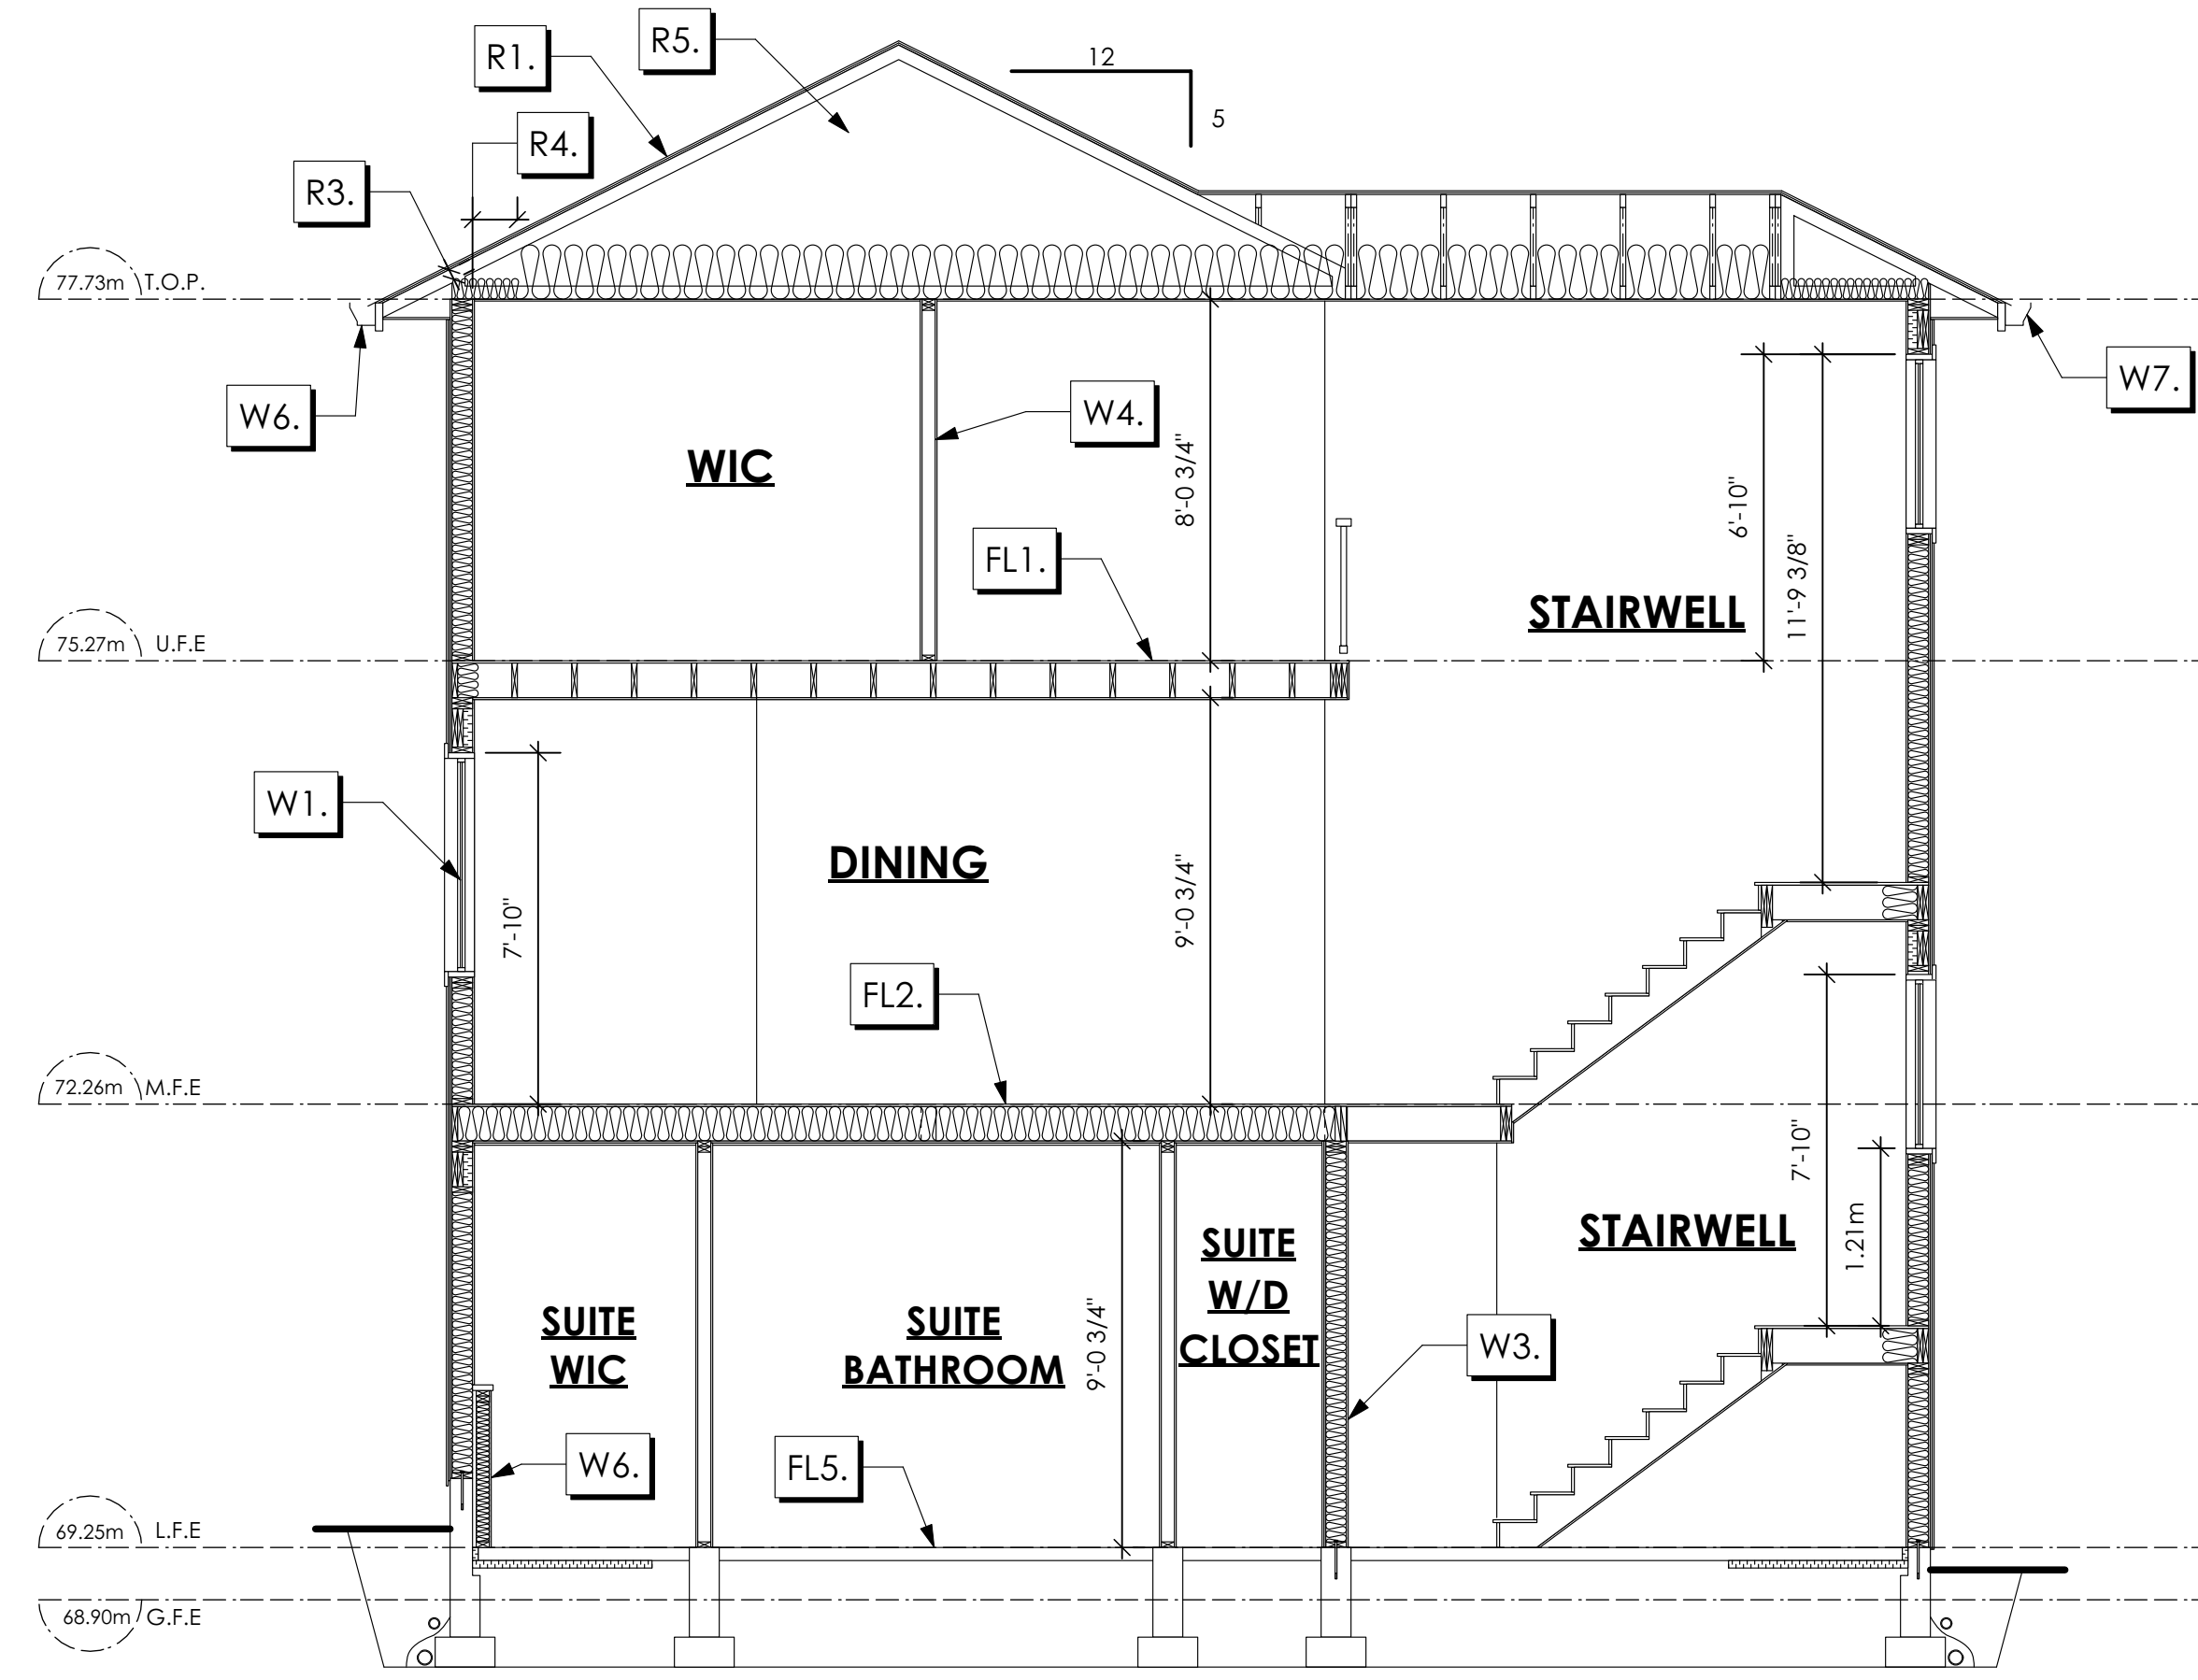 R1.
R5.
12
5
R4.
R3.
77.73m T.O.P.
W6.
W7.
W4.
WIC
8'-0 3/4"
6'-10"
11'-9 3/8"
FL1.
STAIRWELL
75.27m U.F.E
W1.
DINING
7'-10"
9'-0 3/4"
FL2.
72.26m M.F.E
7'-10"
1.21m
STAIRWELL
SUITE
W/D
CLOSET
SUITE
WIC
SUITE
BATHROOM
9'-0 3/4"
W3.
W6.
FL5.
69.25m L.F.E
68.90m G.F.E